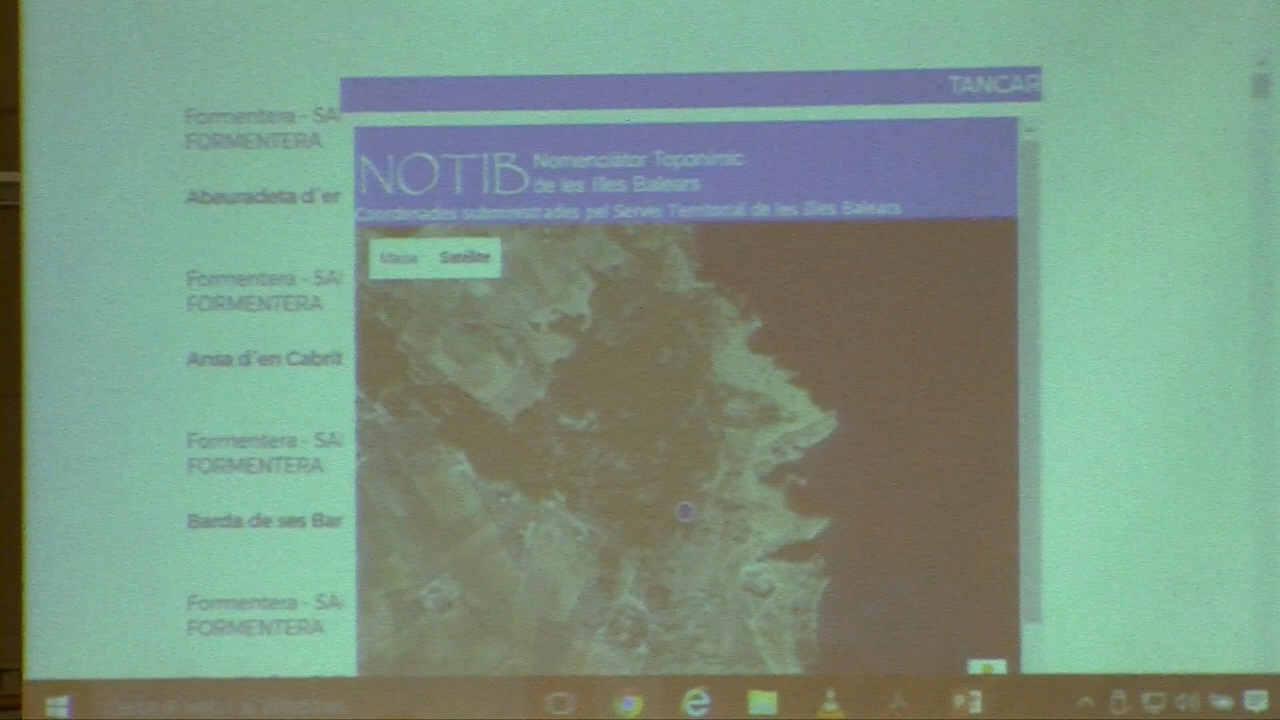 TANCAR
Formentera - SA
FORMENTERA
NOTIB
Nomenclàtor Toponímic
de les Illes Balears
Coordenades subministrades pel Servei Territorial de les Illes Balears
Abeuradeta d'en
Mapa Satélite
Formentera - SA
FORMENTERA
Ansa d'en Cabrit
Formentera - SA
FORMENTERA
Barda de ses Bar
Formentera - SA
FORMENTERA